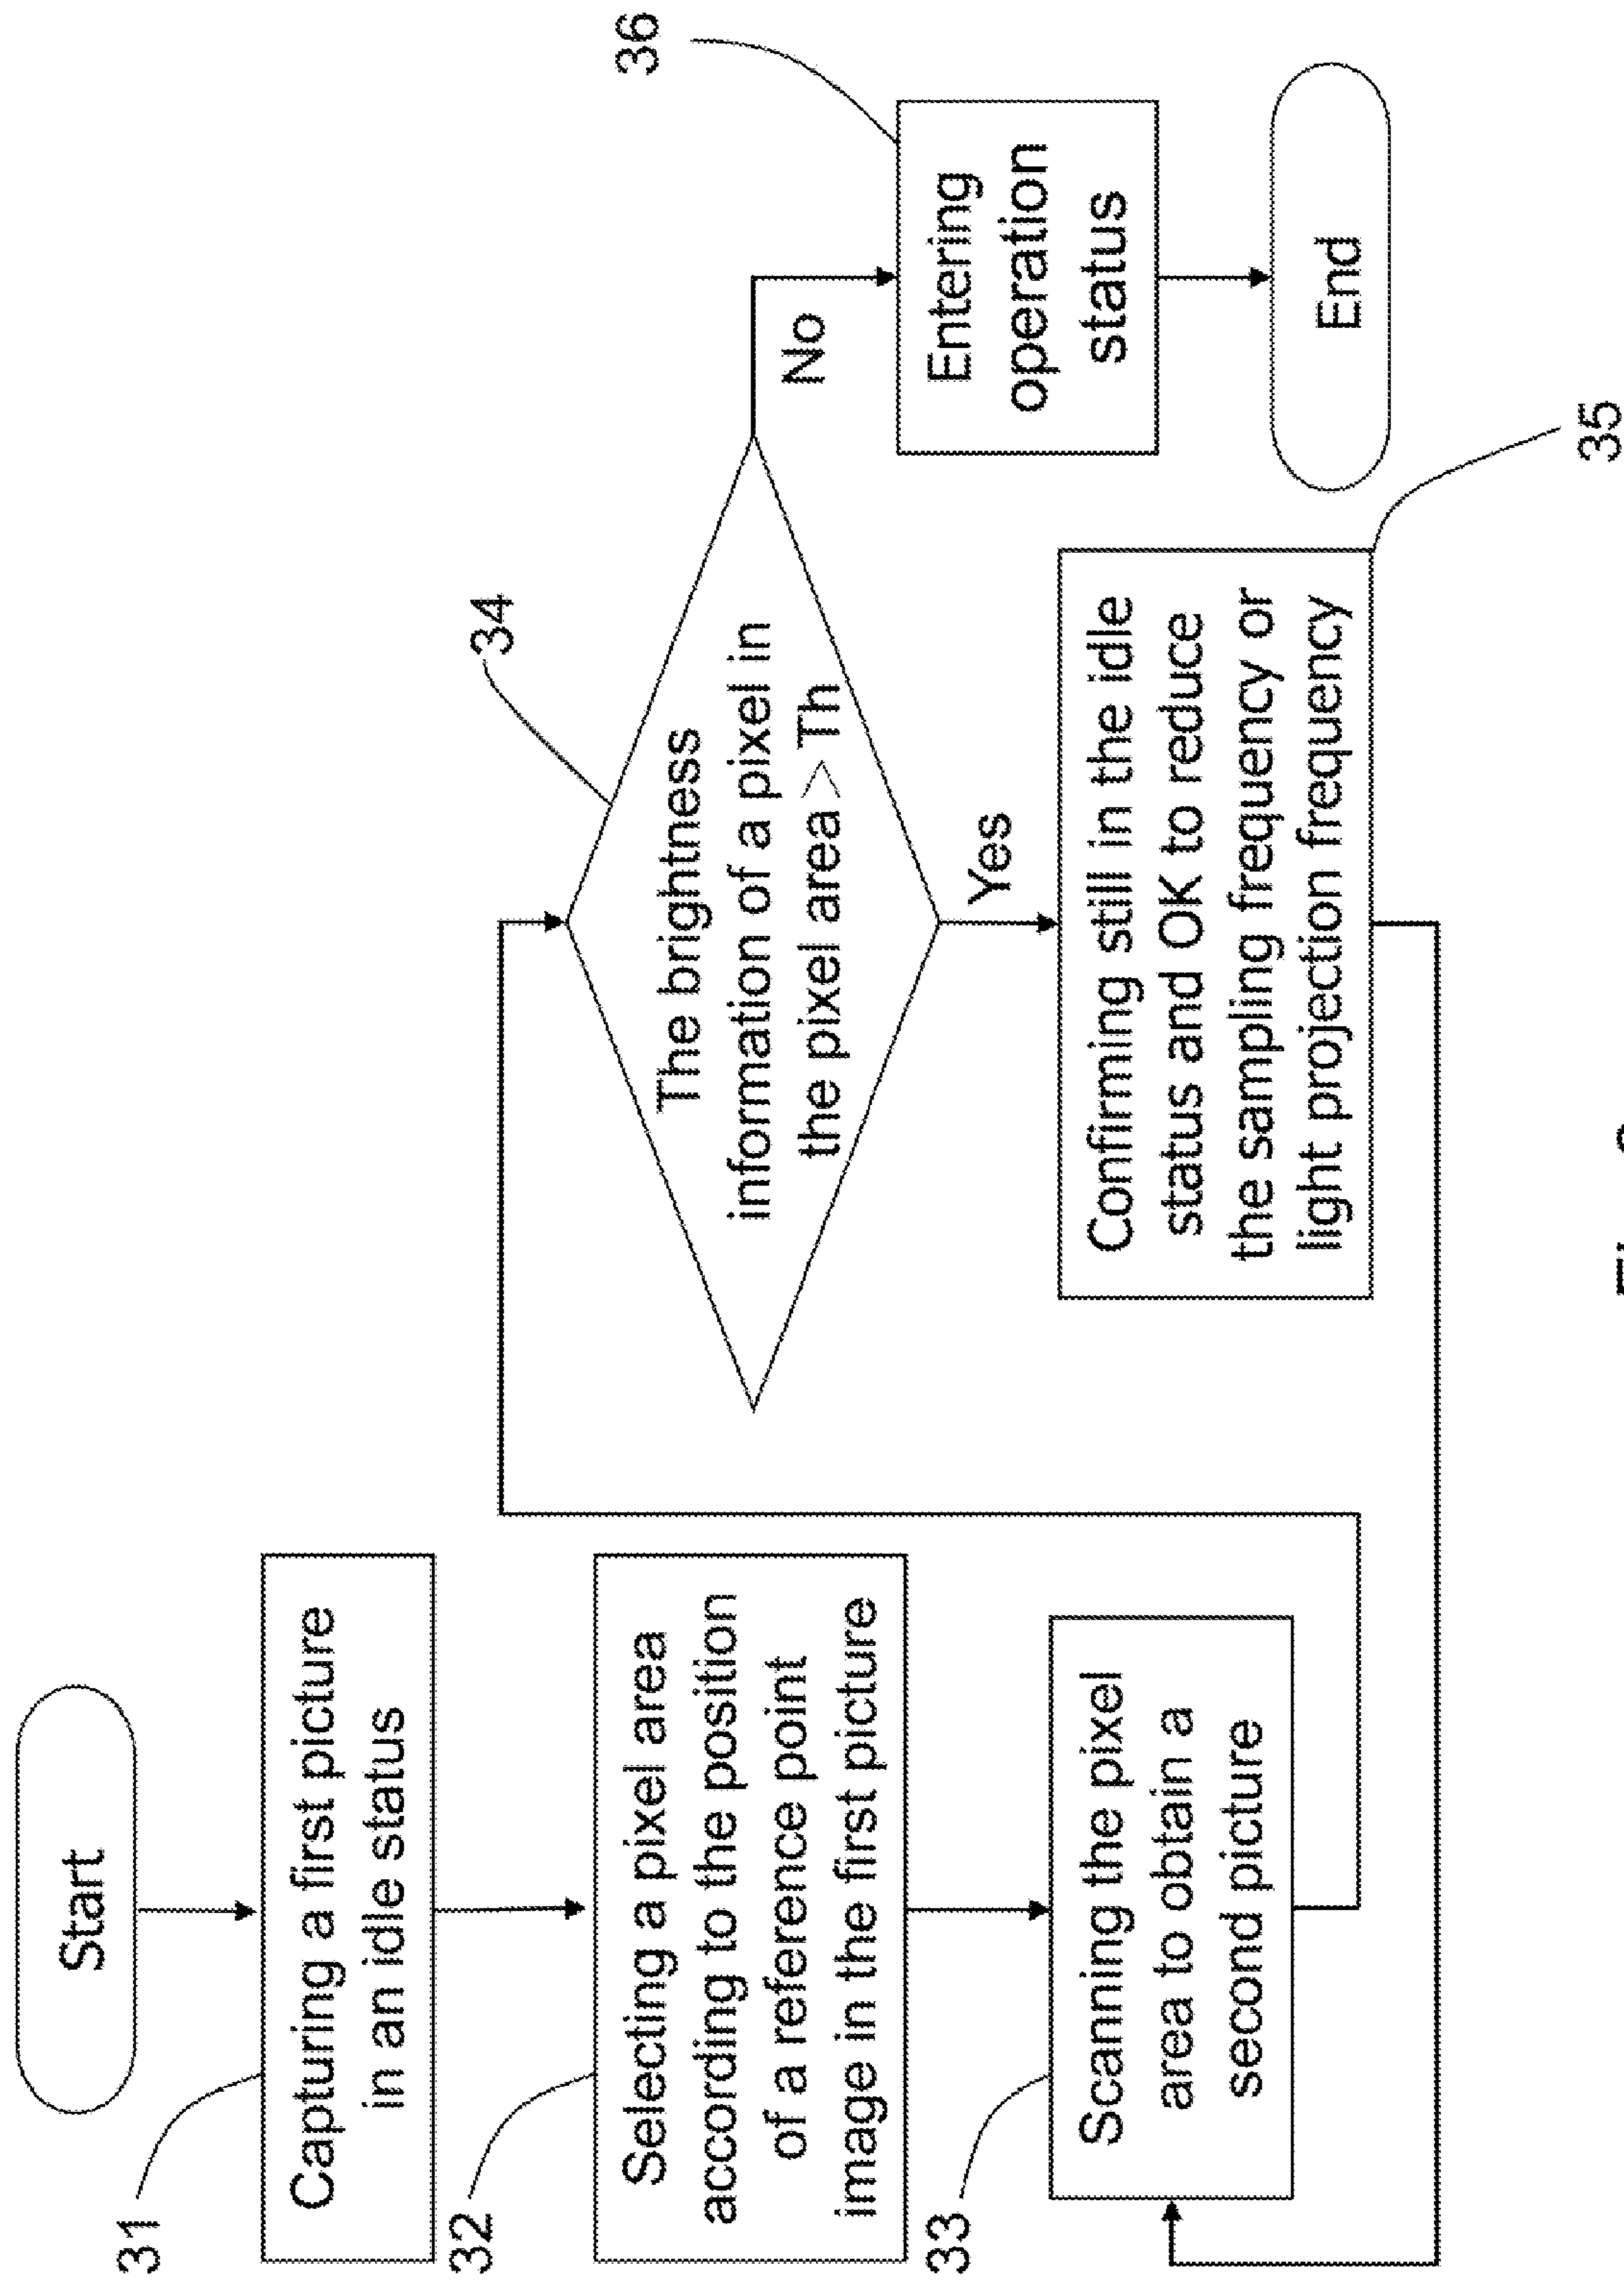 Start
31
Capturing a first picture
in an idle status
32
Selecting a pixel area
according to the position
of a reference point
image in the first picture
33
Scanning the pixel
area to obtain a
second picture
34
The brightness
information of a pixel in
the pixel area > Th
Yes
No
Confirming still in the idle
status and OK to reduce
the sampling frequency or
light projection frequency
35
36
Entering
operation
status
End